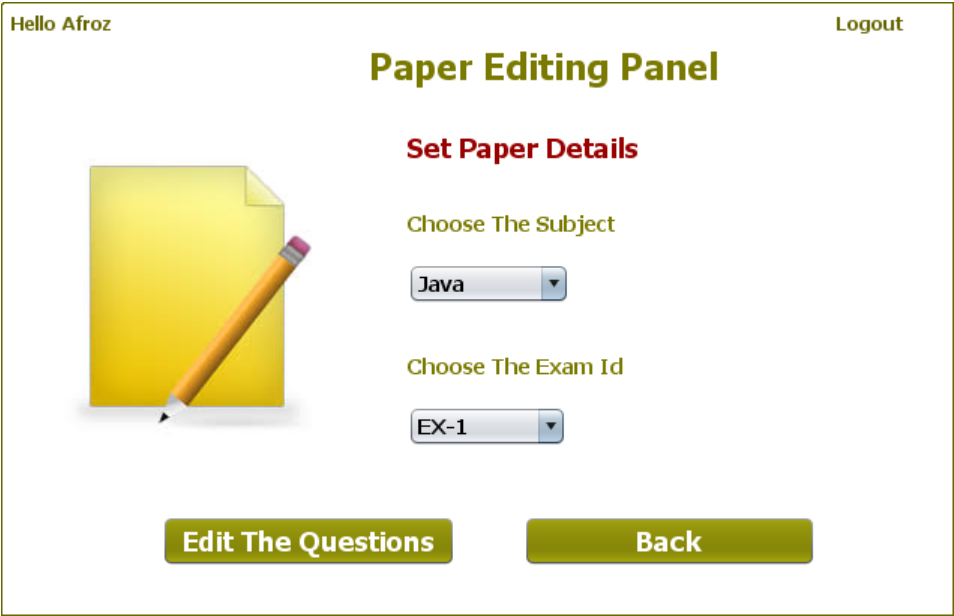 Hello Afroz
Logout
Paper Editing Panel
Set Paper Details
Choose The Subject
Java
Choose The Exam Id
EX-1
Edit The Questions
Back